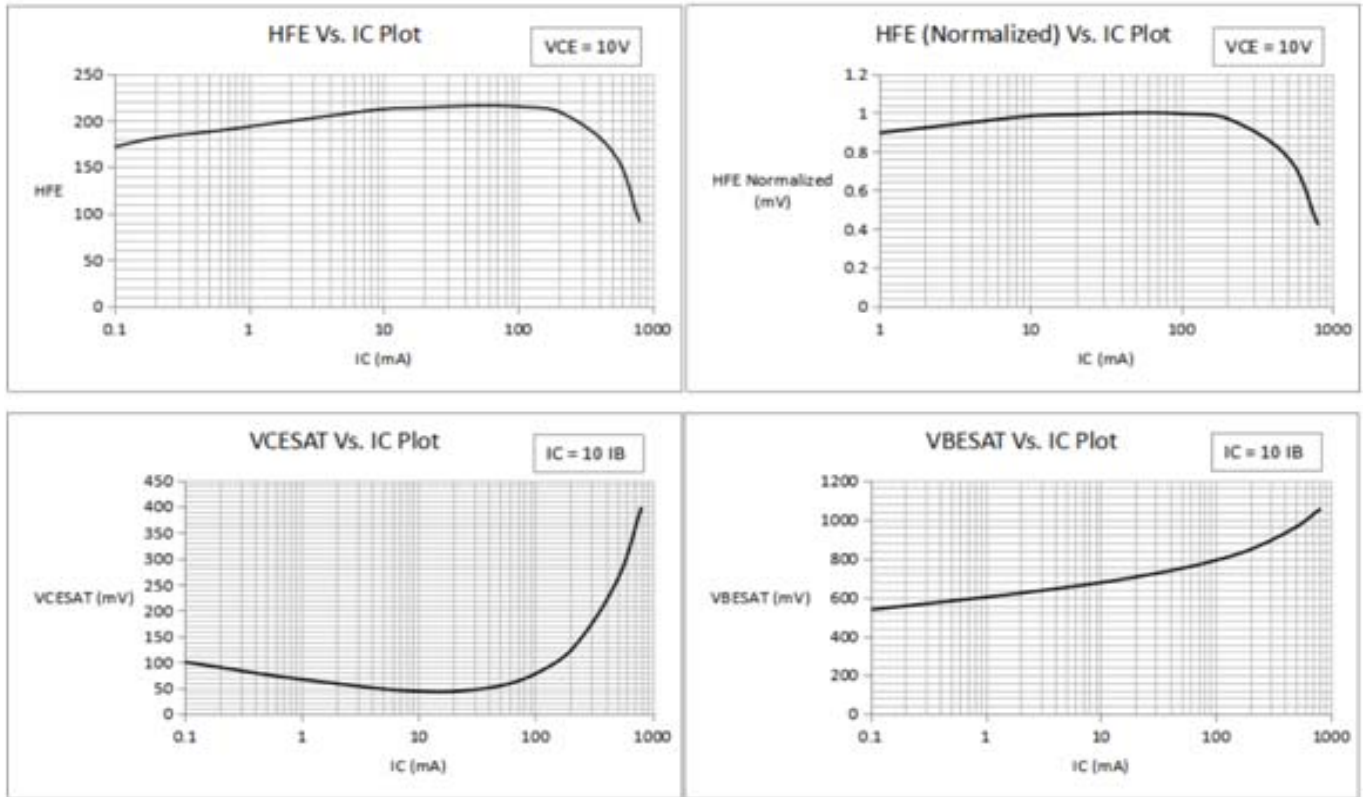 HFE Vs. IC Plot
VCE = 10V
250
200
150
100
50
0
HFE
0.1 1 10 100 1000
IC (mA)
HFE (Normalized) Vs. IC Plot
VCE = 10V
1.2
1
0.8
0.6
0.4
0.2
0
HFE Normalized
(mV)
1 10 100 1000
IC (mA)
VCESAT Vs. IC Plot
IC = 10 IB
450
400
350
300
250
200
150
100
50
0
VCESAT (mV)
0.1 1 10 100 1000
IC (mA)
VBESAT Vs. IC Plot
IC = 10 IB
1200
1000
800
600
400
200
0
VBESAT (mV)
0.1 1 10 100 1000
IC (mA)